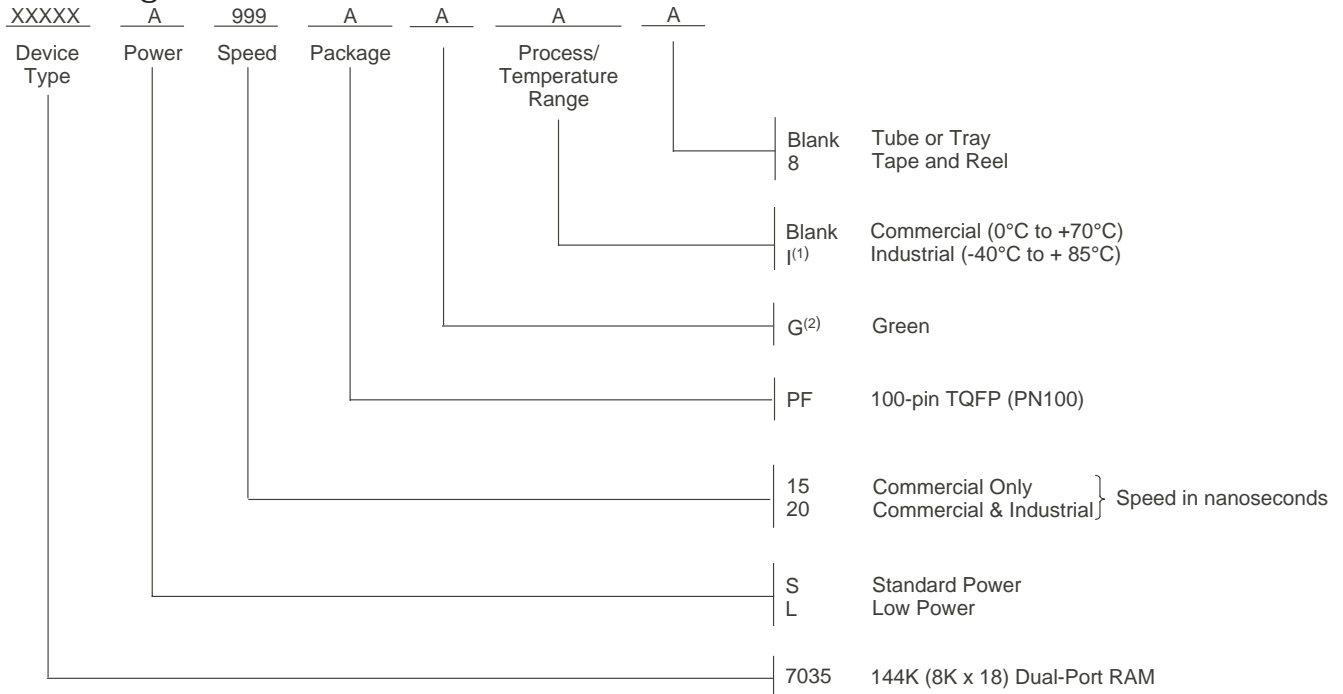 XXXXX A 999 A A A A
Device Type Power Speed Package Process/ Temperature Range
Blank Tube or Tray
8 Tape and Reel
Blank Commercial (0°C to +70°C)
I(1) Industrial (-40°C to + 85°C)
G(2) Green
PF 100-pin TQFP (PN100)
15 Commercial Only
20 Commercial & Industrial
Speed in nanoseconds
S Standard Power
L Low Power
7035 144K (8K x 18) Dual-Port RAM